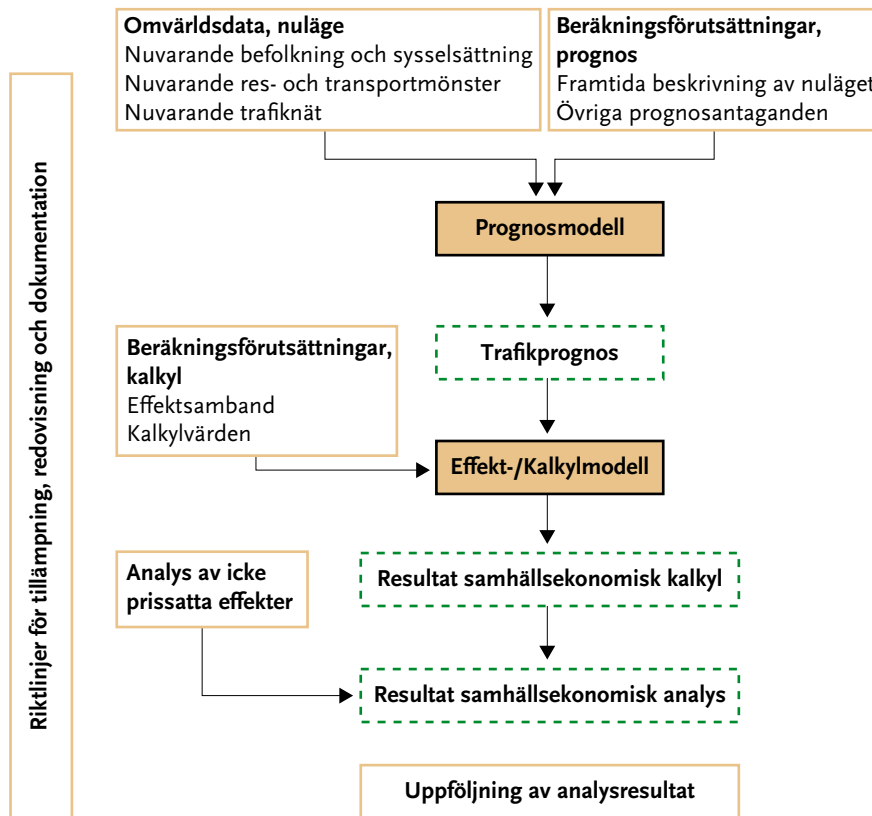 Omvärldsdata, nuläge
Nuvarande befolkning och sysselsättning
Nuvarande res- och transportmönster
Nuvarande trafiknät
Beräkningsförutsättningar,
prognos
Framtida beskrivning av nuläget
Övriga prognosantaganden
Riktlinjer för tillämpning, redovisning och dokumentation
Prognosmodell
Trafikprognos
Beräkningsförutsättningar,
kalkyl
Effektsamband
Kalkylvärden
Effekt-/Kalkylmodell
Resultat samhällsekonomisk kalkyl
Analys av icke
prissatta effekter
Resultat samhällsekonomisk analys
Uppföljning av analysresultat